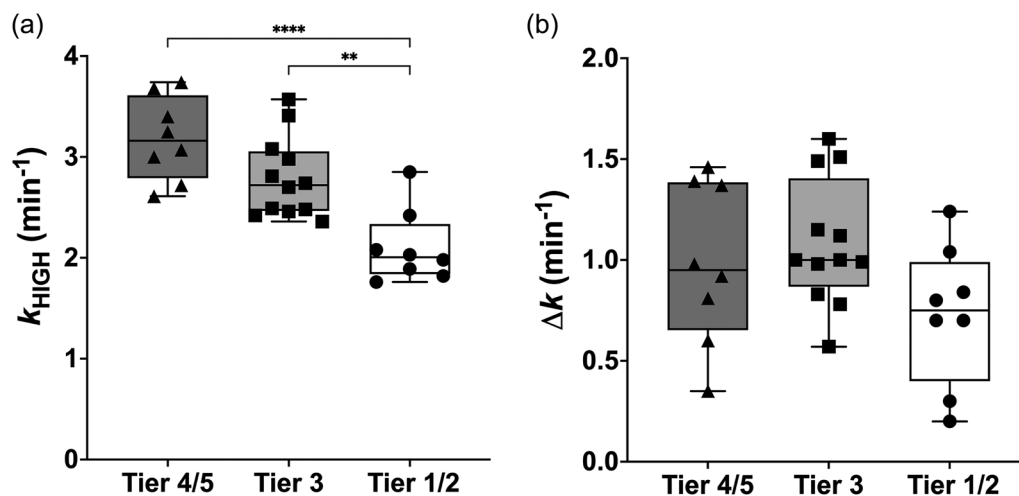 (a)
****
**
4
3
2
1
0
kHIGH (min-1)
Tier 4/5 Tier 3 Tier 1/2
(b)
2.0
1.5
1.0
0.5
0.0
Δk (min-1)
Tier 4/5 Tier 3 Tier 1/2